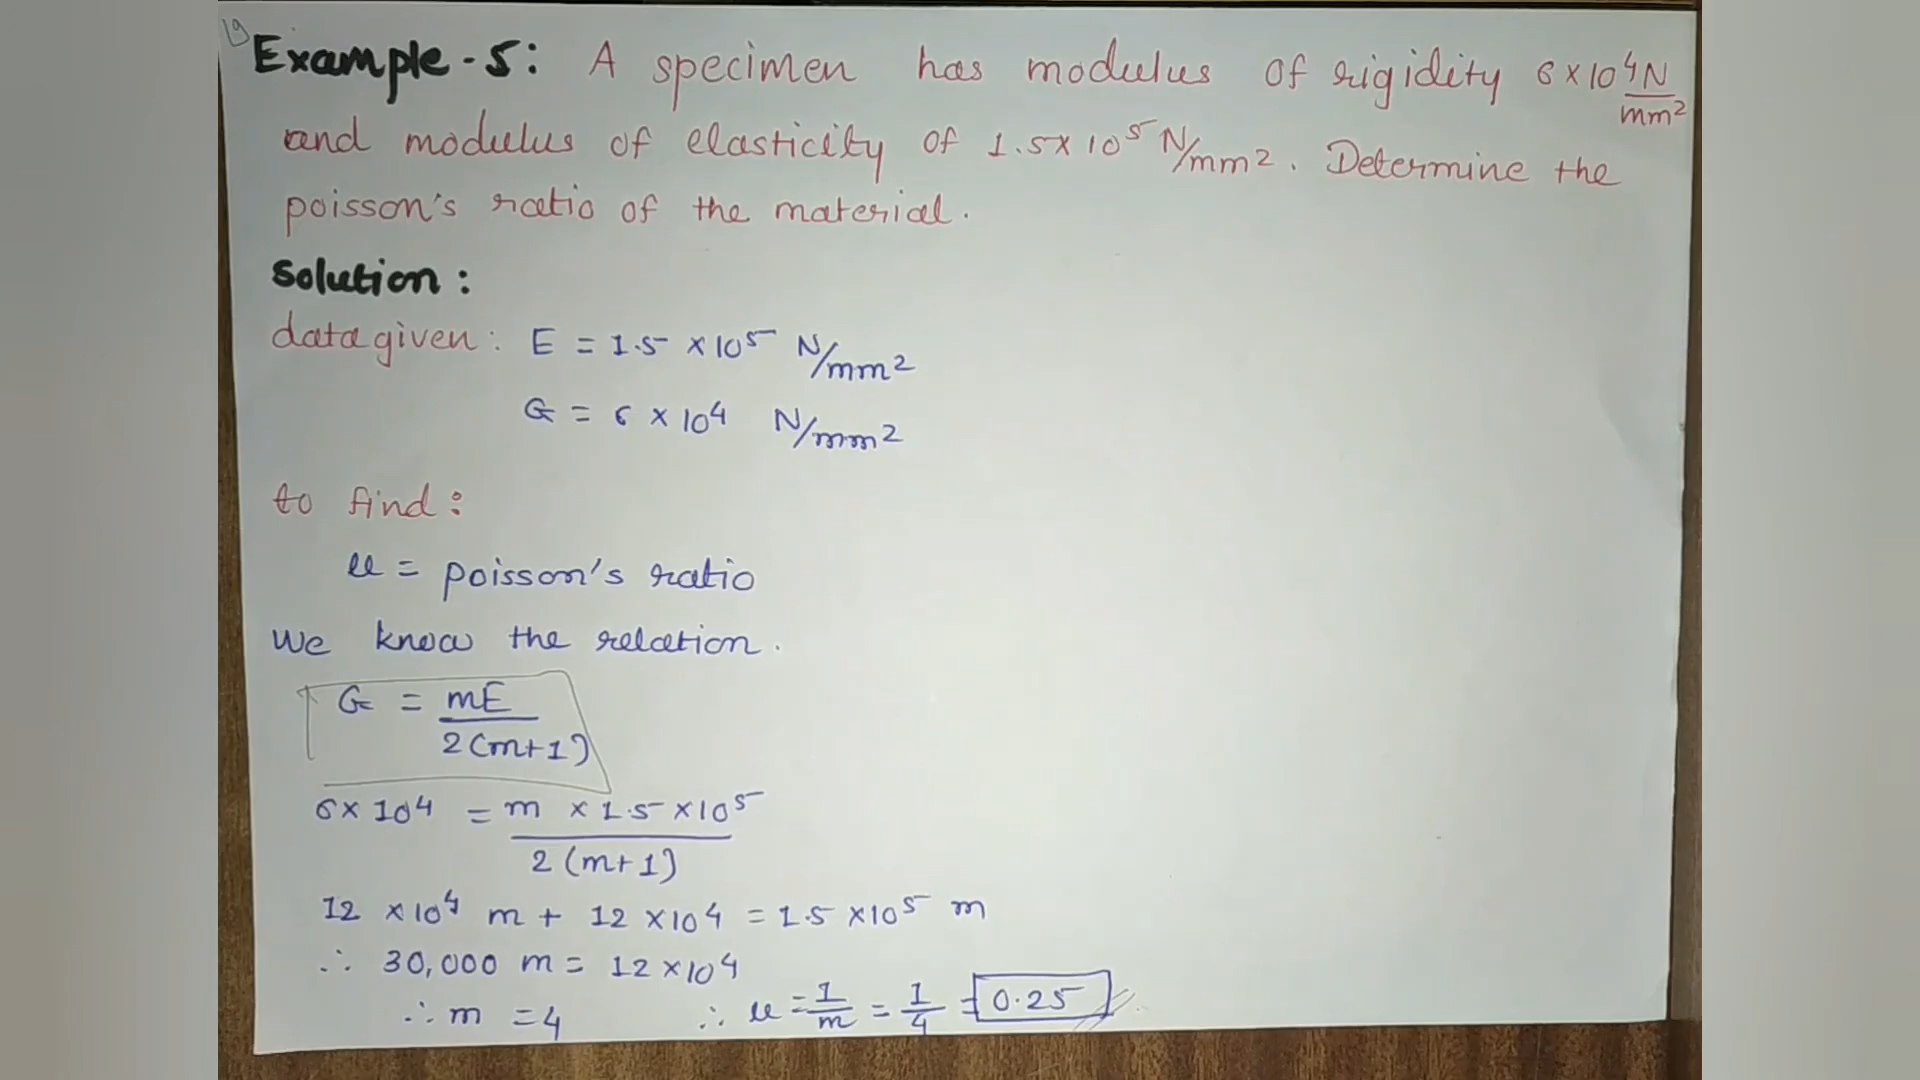 Example-5: A specimen has modulus of rigidity 6×10⁴ N/mm²
and modulus of elasticity of 1.5×10⁵ N/mm². Determine the
poisson's ratio of the material.
Solution:
data given: E = 1.5 ×10⁵ N/mm²
G = 6 × 10⁴ N/mm²
to find:
μ = poisson's ratio
We know the relation.
G = mE / 2(m+1)
6× 10⁴ = m × 1.5 ×10⁵ / 2 (m+1)
12 ×10⁴ m + 12 ×10⁴ = 1.5 ×10⁵ m
∴ 30,000 m = 12 ×10⁴
∴ m = 4 ∴ μ = 1/m = 1/4 = 0.25